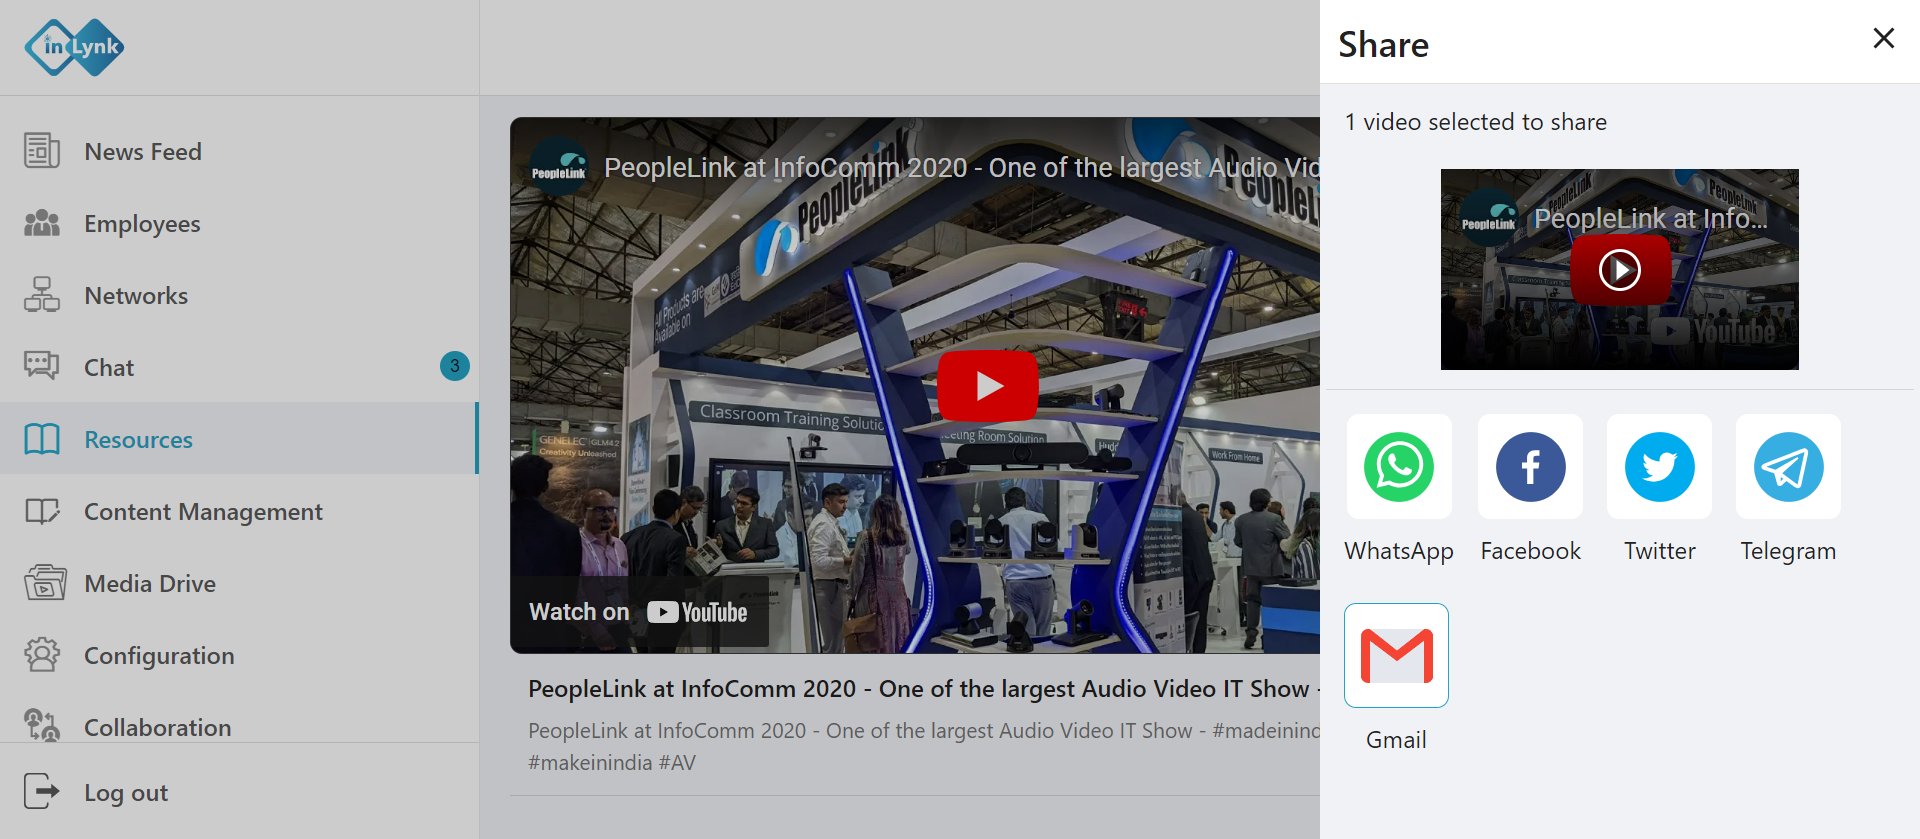 in Lynk
News Feed
Employees
Networks
Chat
3
Resources
Content Management
Media Drive
Configuration
Collaboration
Log out
PeopleLink
PeopleLink at InfoComm 2020 - One of the largest Audio Vid
PeopleLink
PeopleLink
All Products are
Available on
Classroom Training Solutio
GENELEC GLM4.2
Creativity Unleashed
Meeting Room Solution
Hudd
Work From Home
Watch on YouTube
PeopleLink at InfoComm 2020 - One of the largest Audio Video IT Show -
PeopleLink at InfoComm 2020 - One of the largest Audio Video IT Show - #madeinind
#makeinindia #AV
Share
1 video selected to share
PeopleLink
PeopleLink at Info...
YouTube
WhatsApp
Facebook
Twitter
Telegram
Gmail